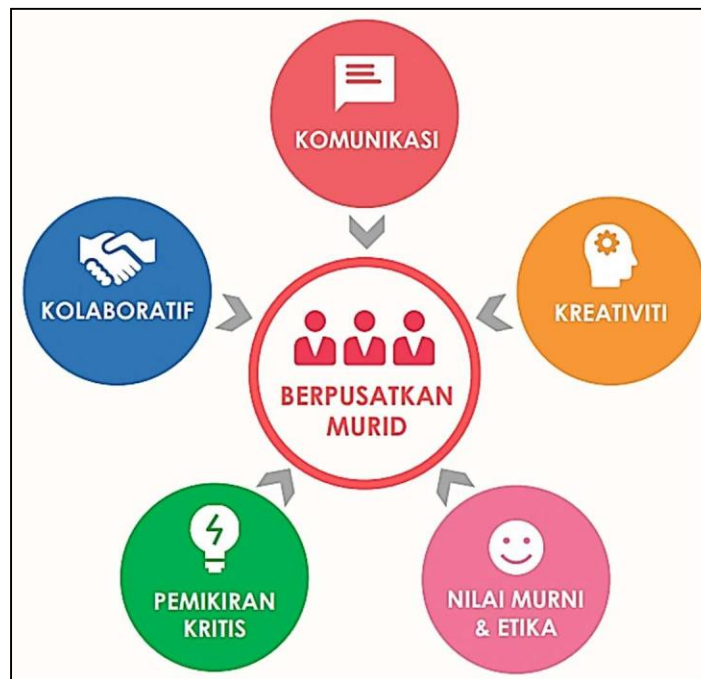 KOMUNIKASI
KOLABORATIF
KREATIVITI
BERPUSATKAN
MURID
PEMIKIRAN
KRITIS
NILAI MURNI
& ETIKA